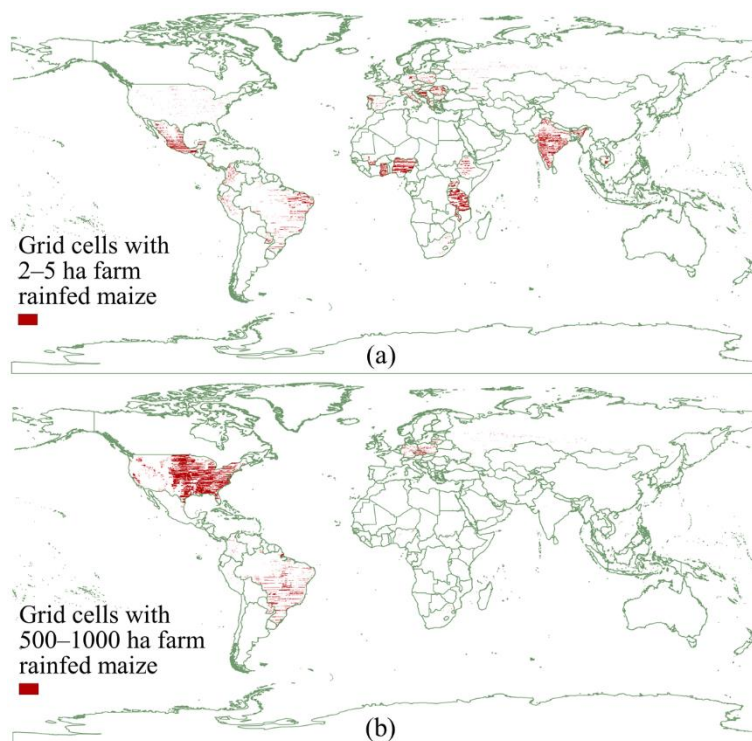 Grid cells with
2–5 ha farm
rainfed maize
(a)
Grid cells with
500–1000 ha farm
rainfed maize
(b)